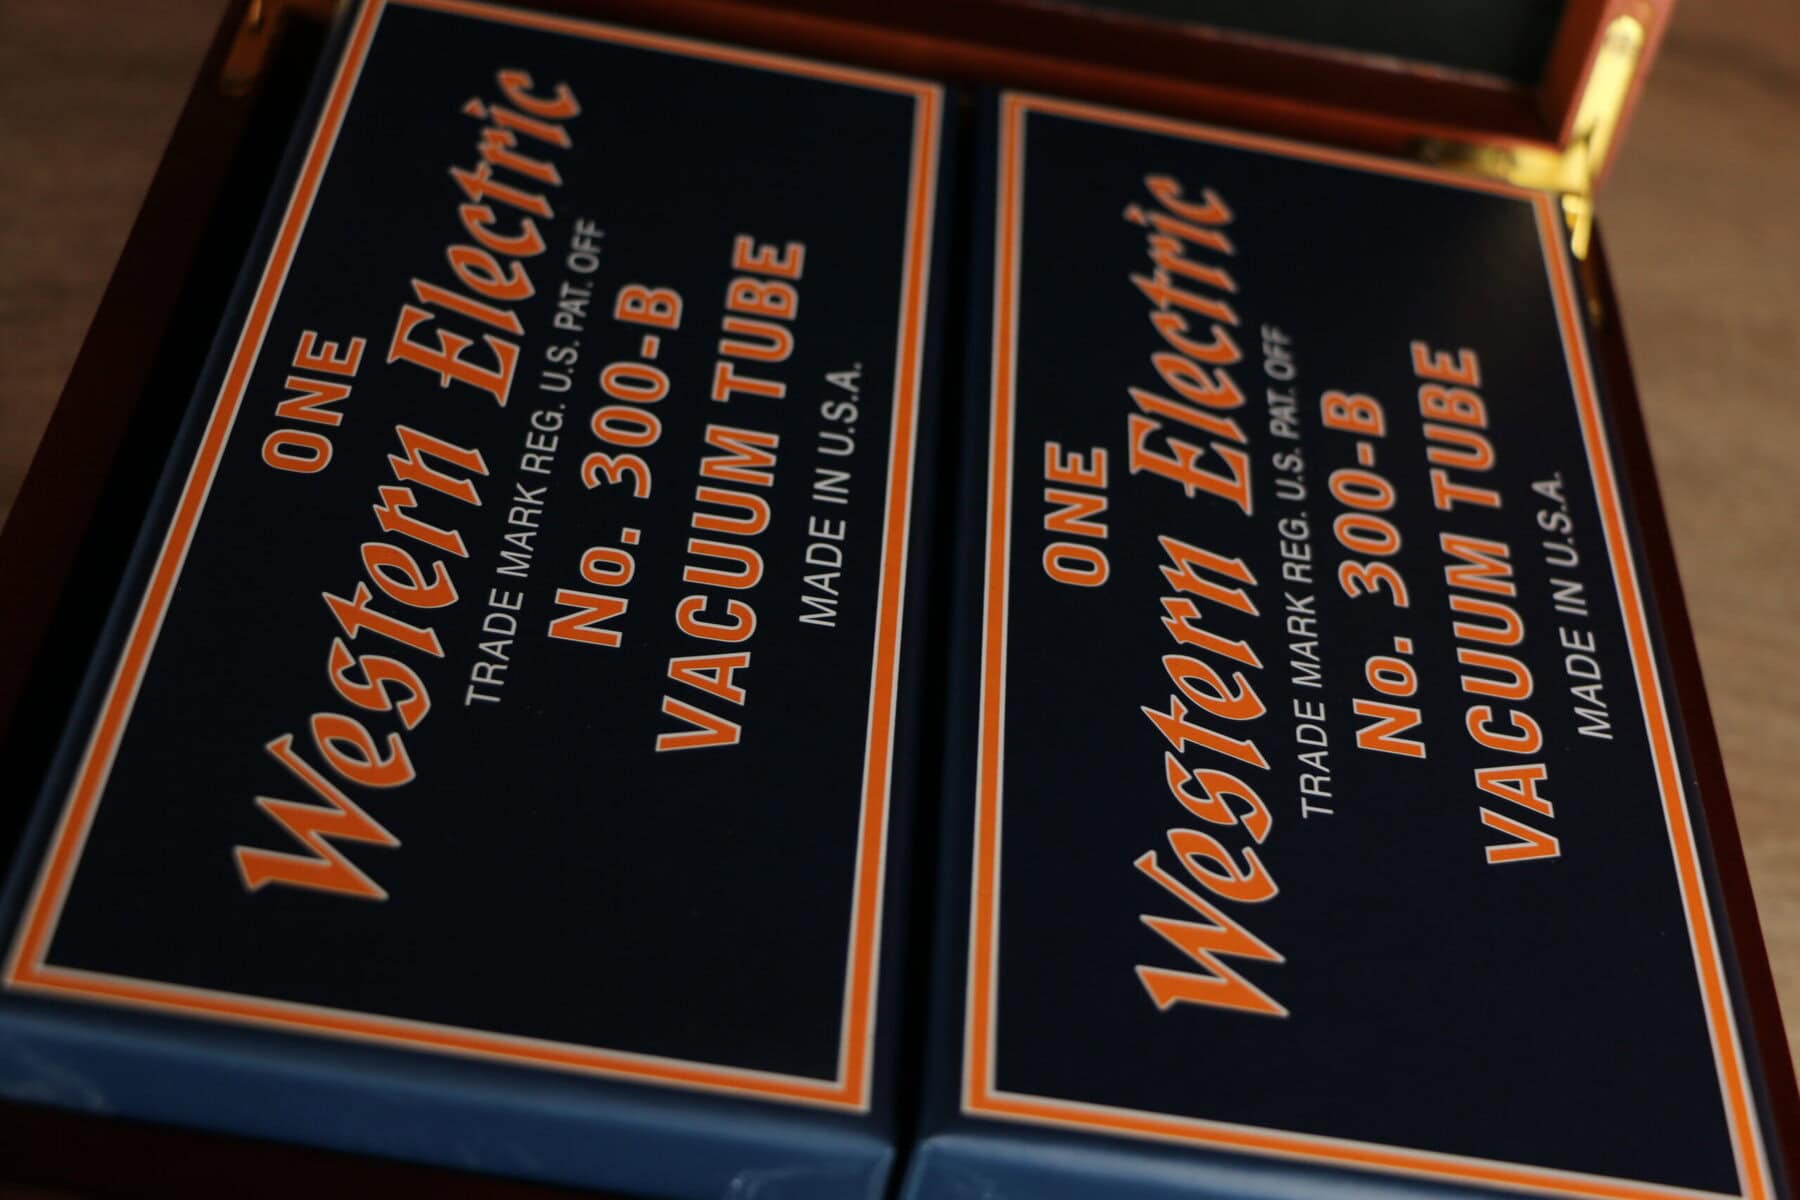 ONE
Western Electric
TRADE MARK REG. U.S. PAT. OFF
No. 300-B
VACUUM TUBE
MADE IN U.S.A.
ONE
Western Electric
TRADE MARK REG. U.S. PAT. OFF
No. 300-B
VACUUM TUBE
MADE IN U.S.A.